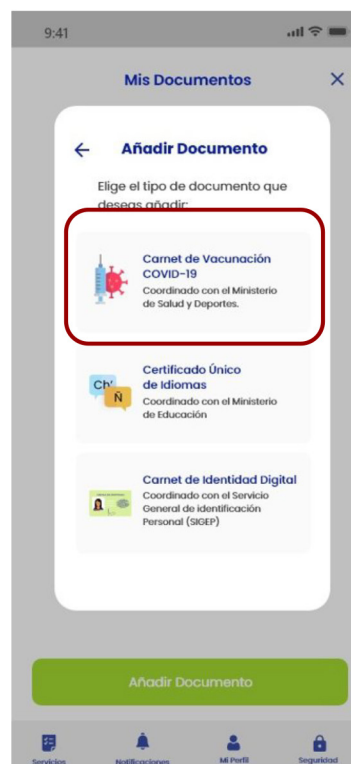 9:41
Mis Documentos
Añadir Documento
Elige el tipo de documento que
deseas añadir:
Carnet de Vacunación
COVID-19
Coordinado con el Ministerio
de Salud y Deportes.
Ch'
Ñ
Certificado Único
de Idiomas
Coordinado con el Ministerio
de Educación
Carnet de Identidad Digital
Coordinado con el Servicio
General de identificación
Personal (SIGEP)
Añadir Documento
Servicios
Notificaciones
Mi Perfil
Seguridad